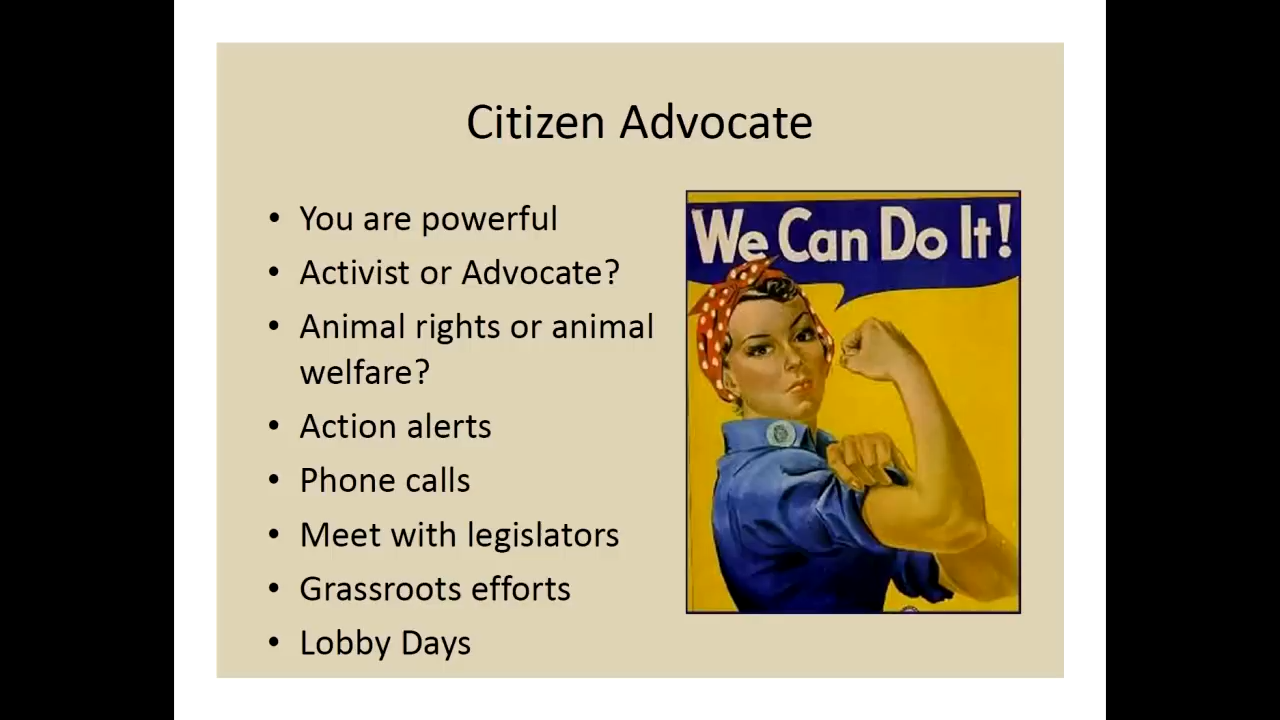 Citizen Advocate
• You are powerful
• Activist or Advocate?
• Animal rights or animal
welfare?
• Action alerts
• Phone calls
• Meet with legislators
• Grassroots efforts
• Lobby Days
We Can Do It!